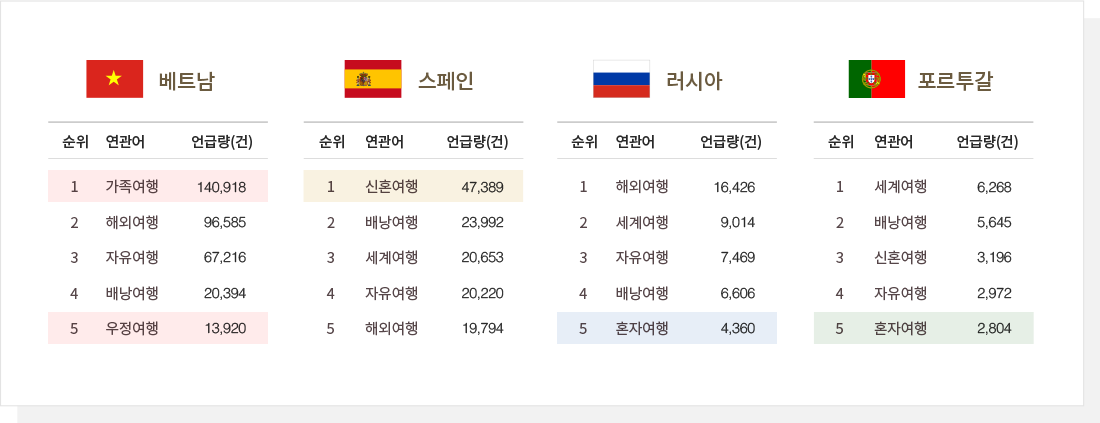 베트남
순위 연관어 언급량(건)
1 가족여행 140,918
2 해외여행 96,585
3 자유여행 67,216
4 배낭여행 20,394
5 우정여행 13,920
스페인
순위 연관어 언급량(건)
1 신혼여행 47,389
2 배낭여행 23,992
3 세계여행 20,653
4 자유여행 20,220
5 해외여행 19,794
러시아
순위 연관어 언급량(건)
1 해외여행 16,426
2 세계여행 9,014
3 자유여행 7,469
4 배낭여행 6,606
5 혼자여행 4,360
포르투갈
순위 연관어 언급량(건)
1 세계여행 6,268
2 배낭여행 5,645
3 신혼여행 3,196
4 자유여행 2,972
5 혼자여행 2,804